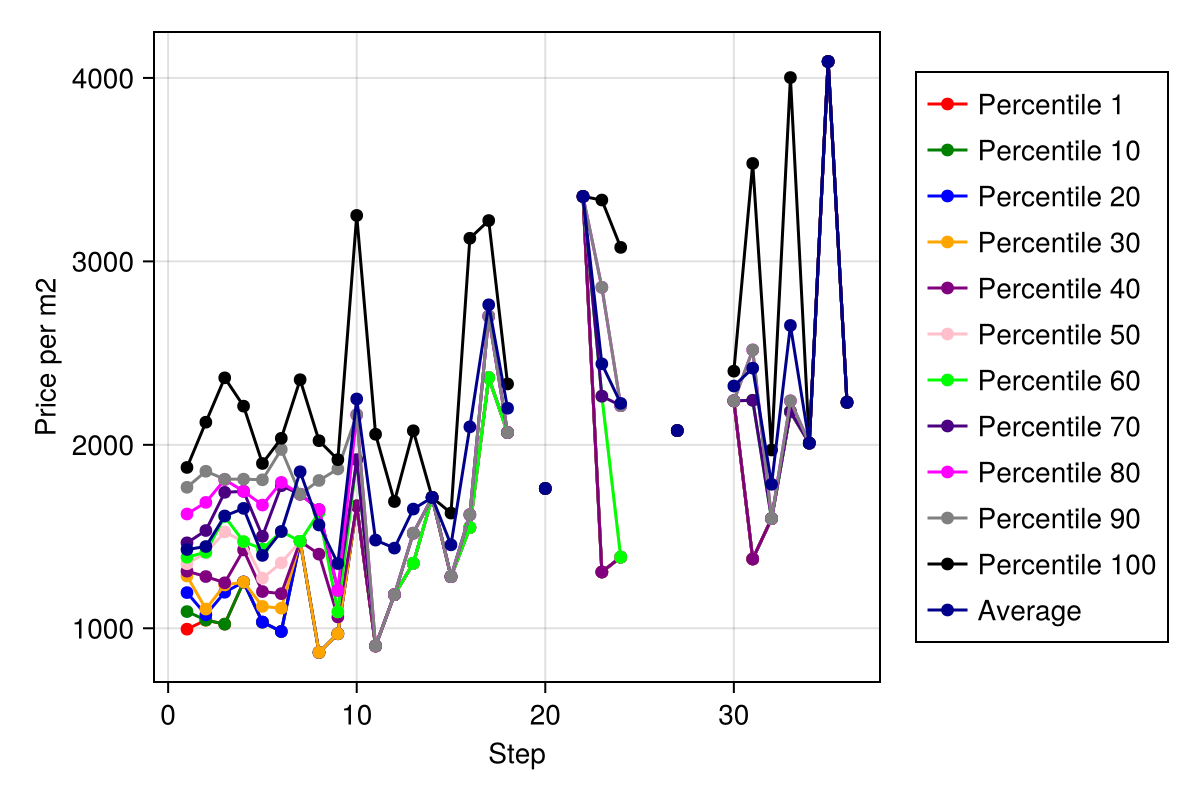 4000
3000
2000
1000
Price per m2
0
10
20
30
Step
Percentile 1
Percentile 10
Percentile 20
Percentile 30
Percentile 40
Percentile 50
Percentile 60
Percentile 70
Percentile 80
Percentile 90
Percentile 100
Average